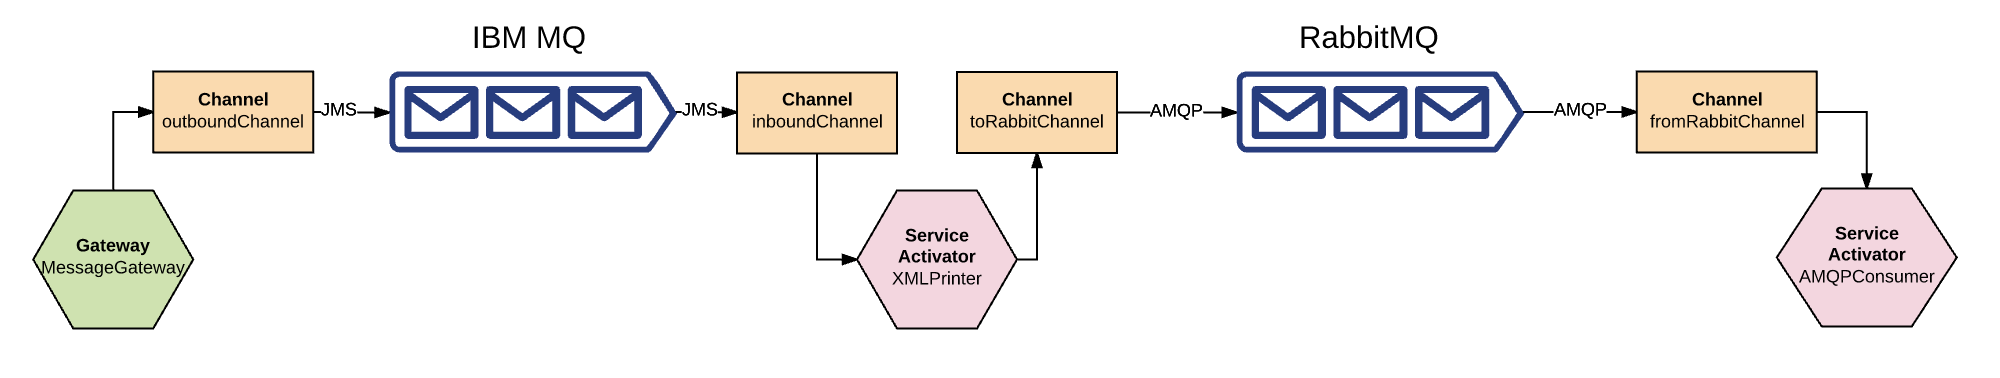 IBM MQ
RabbitMQ
Channel
outboundChannel
JMS
JMS
Channel
inboundChannel
Channel
toRabbitChannel
AMQP
AMQP
Channel
fromRabbitChannel
Gateway
MessageGateway
Service
Activator
XMLPrinter
Service
Activator
AMQPConsumer